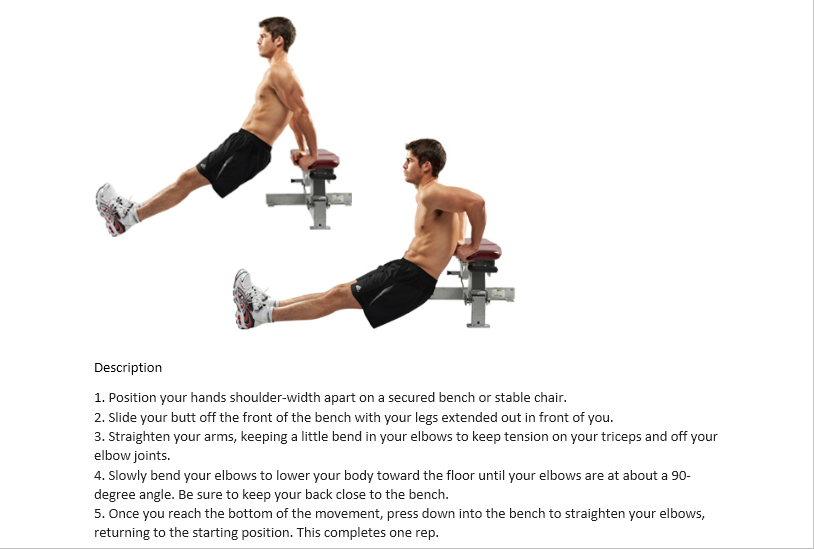 Description
1. Position your hands shoulder-width apart on a secured bench or stable chair.
2. Slide your butt off the front of the bench with your legs extended out in front of you.
3. Straighten your arms, keeping a little bend in your elbows to keep tension on your triceps and off your
elbow joints.
4. Slowly bend your elbows to lower your body toward the floor until your elbows are at about a 90-
degree angle. Be sure to keep your back close to the bench.
5. Once you reach the bottom of the movement, press down into the bench to straighten your elbows,
returning to the starting position. This completes one rep.